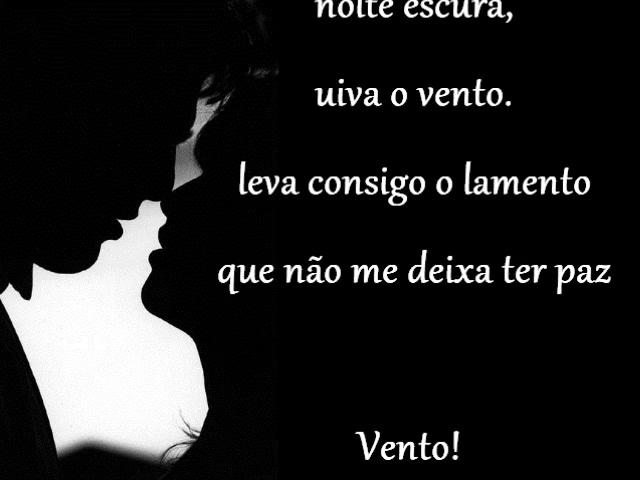 noite escura,
uiva o vento.
leva consigo o lamento
que não me deixa ter paz
Vento!